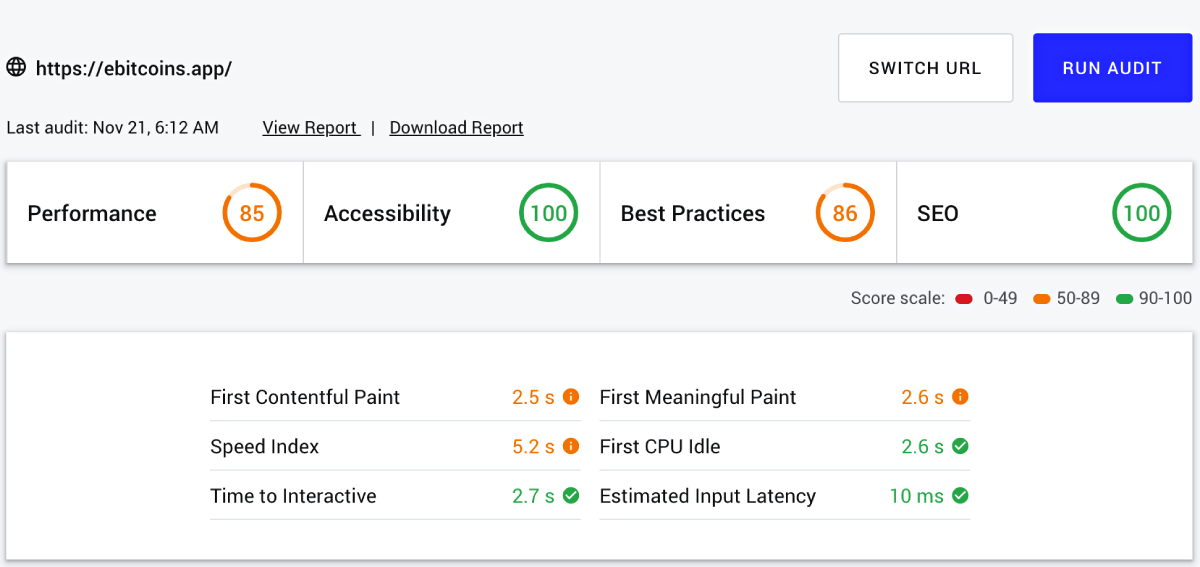 https://ebitcoins.app/
SWITCH URL
RUN AUDIT
Last audit: Nov 21, 6:12 AM View Report | Download Report
Performance 85
Accessibility 100
Best Practices 86
SEO 100
Score scale: 0-49 50-89 90-100
First Contentful Paint 2.5 s
First Meaningful Paint 2.6 s
Speed Index 5.2 s
First CPU Idle 2.6 s
Time to Interactive 2.7 s
Estimated Input Latency 10 ms